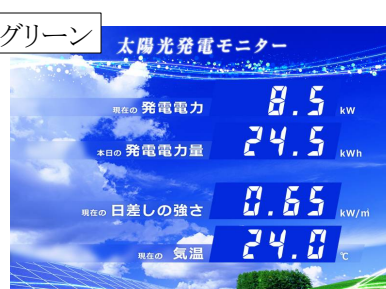 グリーン
太陽光発電モニター
現在の 発電電力 8.5 kW
本日の 発電電力量 24.5 kWh
現在の 日差しの強さ 0.65 kW/㎡
現在の 気温 24.0 ℃